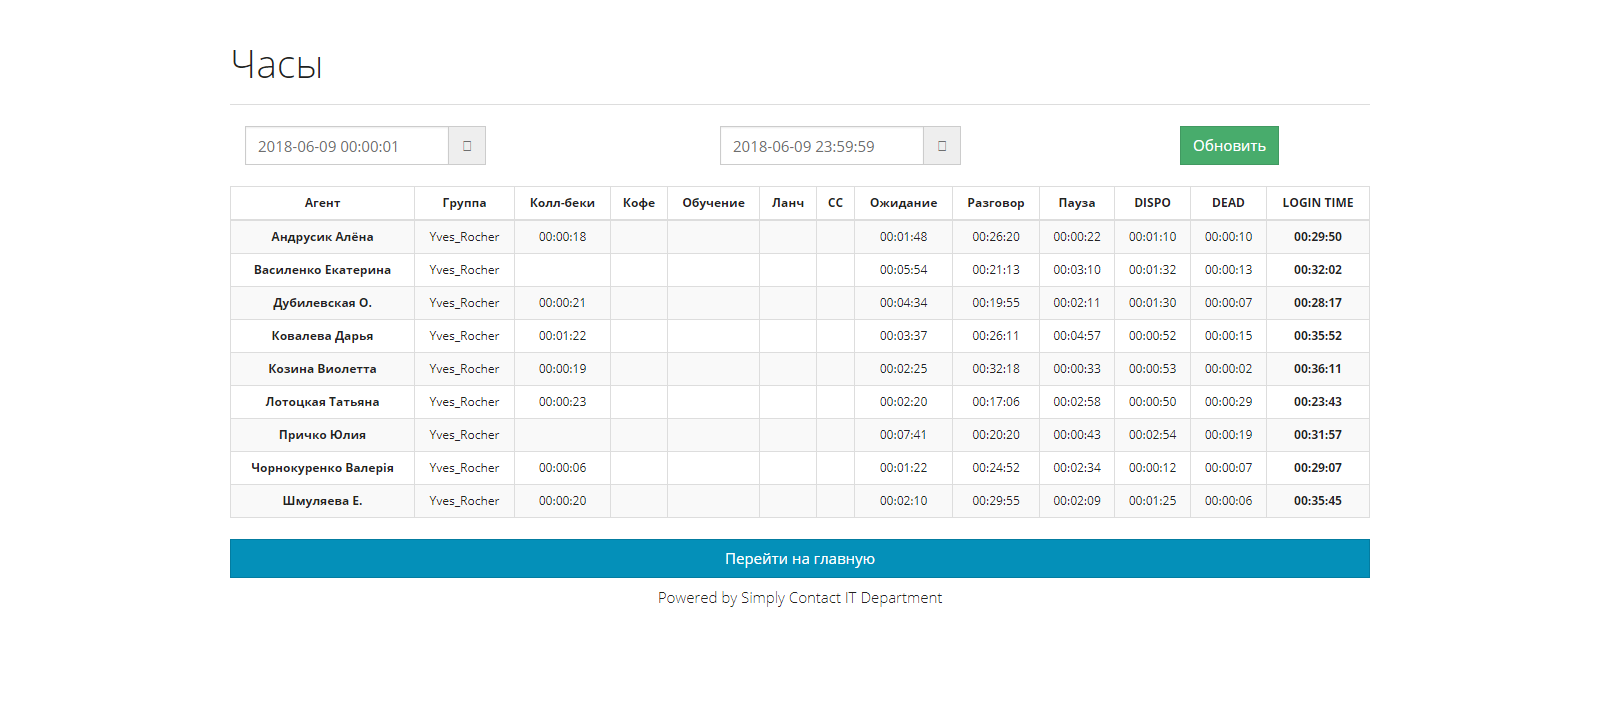 Часы
2018-06-09 00:00:01 2018-06-09 23:59:59 Обновить
Агент Группа Колл-беки Кофе Обучение Ланч СС Ожидание Разговор Пауза DISPO DEAD LOGIN TIME
Андрусик Алёна Yves_Rocher 00:00:18 00:01:48 00:26:20 00:00:22 00:01:10 00:00:10 00:29:50
Василенко Екатерина Yves_Rocher 00:05:54 00:21:13 00:03:10 00:01:32 00:00:13 00:32:02
Дубилевская О. Yves_Rocher 00:00:21 00:04:34 00:19:55 00:02:11 00:01:30 00:00:07 00:28:17
Ковалева Дарья Yves_Rocher 00:01:22 00:03:37 00:26:11 00:04:57 00:00:52 00:00:15 00:35:52
Козина Виолетта Yves_Rocher 00:00:19 00:02:25 00:32:18 00:00:33 00:00:53 00:00:02 00:36:11
Лотоцкая Татьяна Yves_Rocher 00:00:23 00:02:20 00:17:06 00:02:58 00:00:50 00:00:29 00:23:43
Причко Юлия Yves_Rocher 00:07:41 00:20:20 00:00:43 00:02:54 00:00:19 00:31:57
Чорнокуренко Валерія Yves_Rocher 00:00:06 00:01:22 00:24:52 00:02:34 00:00:12 00:00:07 00:29:07
Шмуляева Е. Yves_Rocher 00:00:20 00:02:10 00:29:55 00:02:09 00:01:25 00:00:06 00:35:45
Перейти на главную
Powered by Simply Contact IT Department